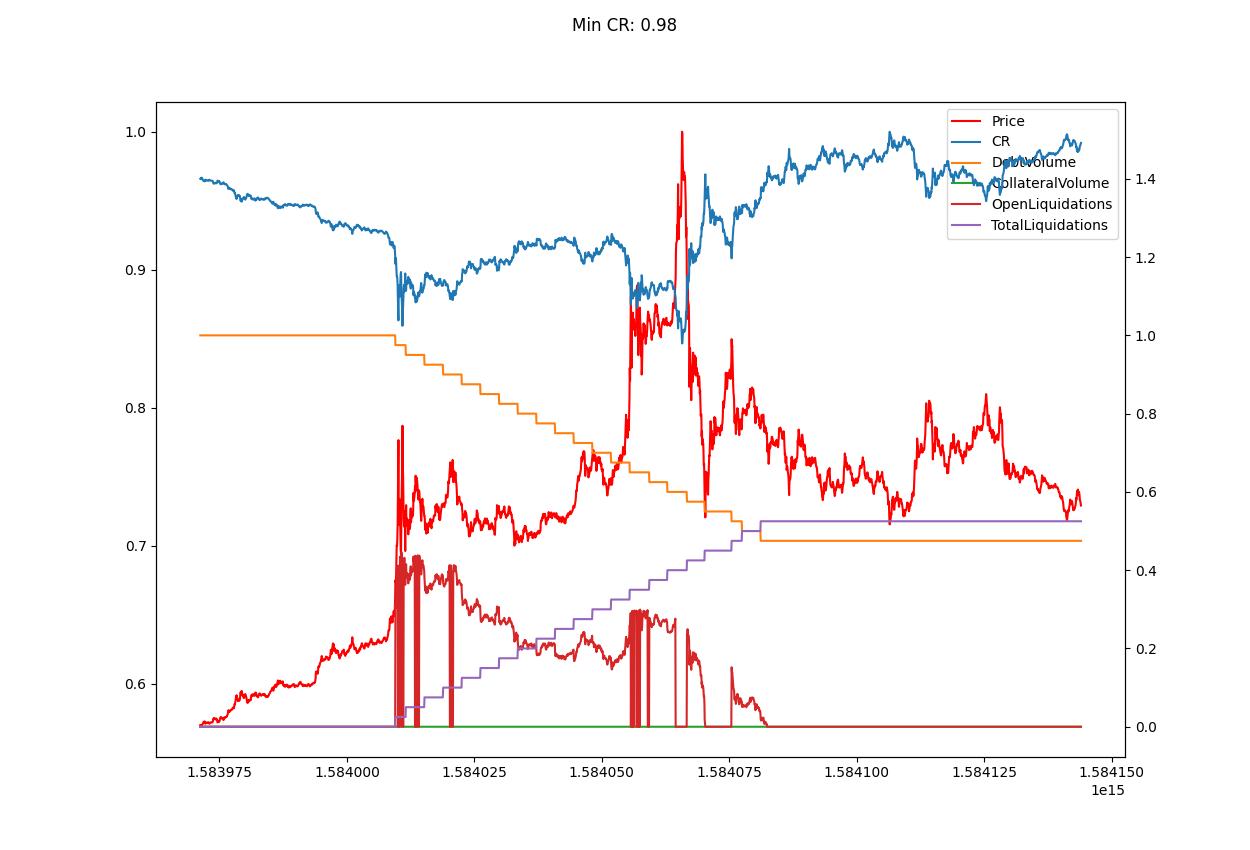 Min CR: 0.98
1.0
0.9
0.8
0.7
0.6
Price
CR
DebtVolume
CollateralVolume
OpenLiquidations
TotalLiquidations
1.4
1.2
1.0
0.8
0.6
0.4
0.2
0.0
1.583975 1.584000 1.584025 1.584050 1.584075 1.584100 1.584125 1.584150
1e15